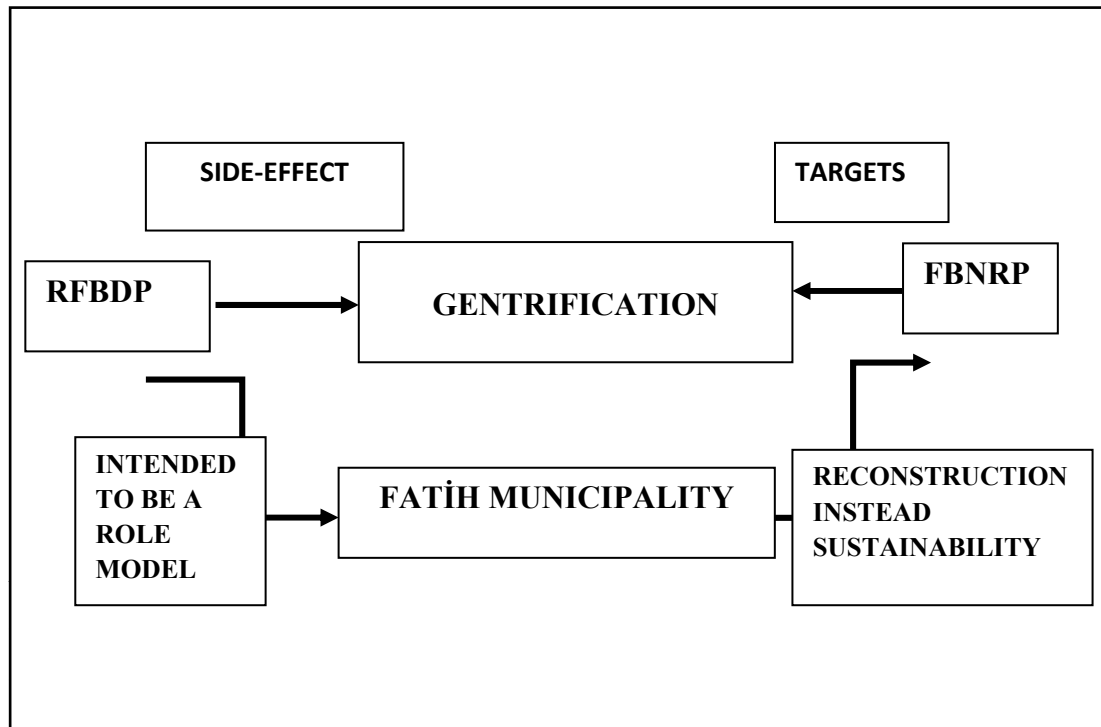 SIDE-EFFECT
TARGETS
RFBDP
GENTRIFICATION
FBNRP
INTENDED
TO BE A
ROLE
MODEL
FATİH MUNICIPALITY
RECONSTRUCTION
INSTEAD
SUSTAINABILITY